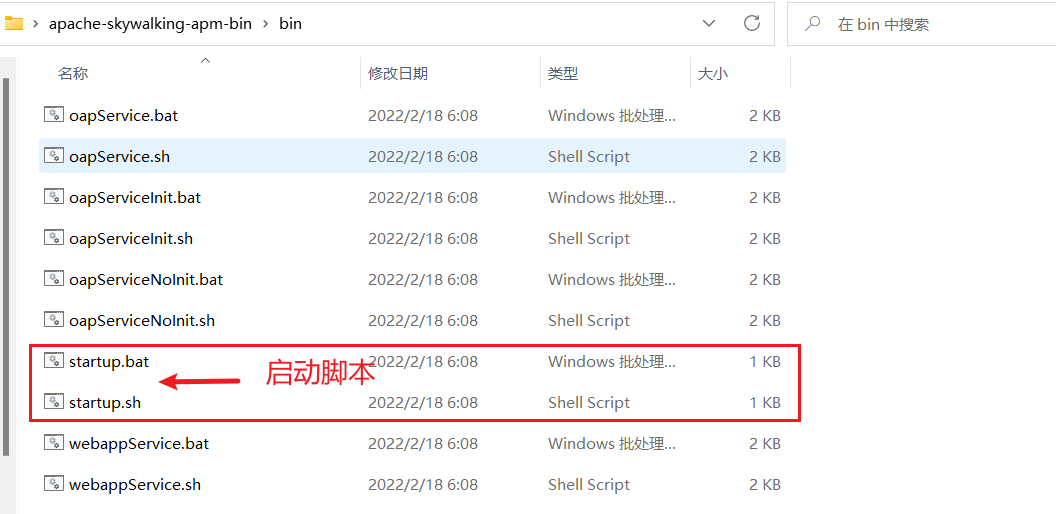 apache-skywalking-apm-bin > bin
在 bin 中搜索
名称 修改日期 类型 大小
oapService.bat 2022/2/18 6:08 Windows 批处理... 2 KB
oapService.sh 2022/2/18 6:08 Shell Script 2 KB
oapServiceInit.bat 2022/2/18 6:08 Windows 批处理... 2 KB
oapServiceInit.sh 2022/2/18 6:08 Shell Script 2 KB
oapServiceNoInit.bat 2022/2/18 6:08 Windows 批处理... 2 KB
oapServiceNoInit.sh 2022/2/18 6:08 Shell Script 2 KB
startup.bat 2022/2/18 6:08 Windows 批处理... 1 KB
启动脚本
startup.sh 2022/2/18 6:08 Shell Script 1 KB
webappService.bat 2022/2/18 6:08 Windows 批处理... 2 KB
webappService.sh 2022/2/18 6:08 Shell Script 2 KB